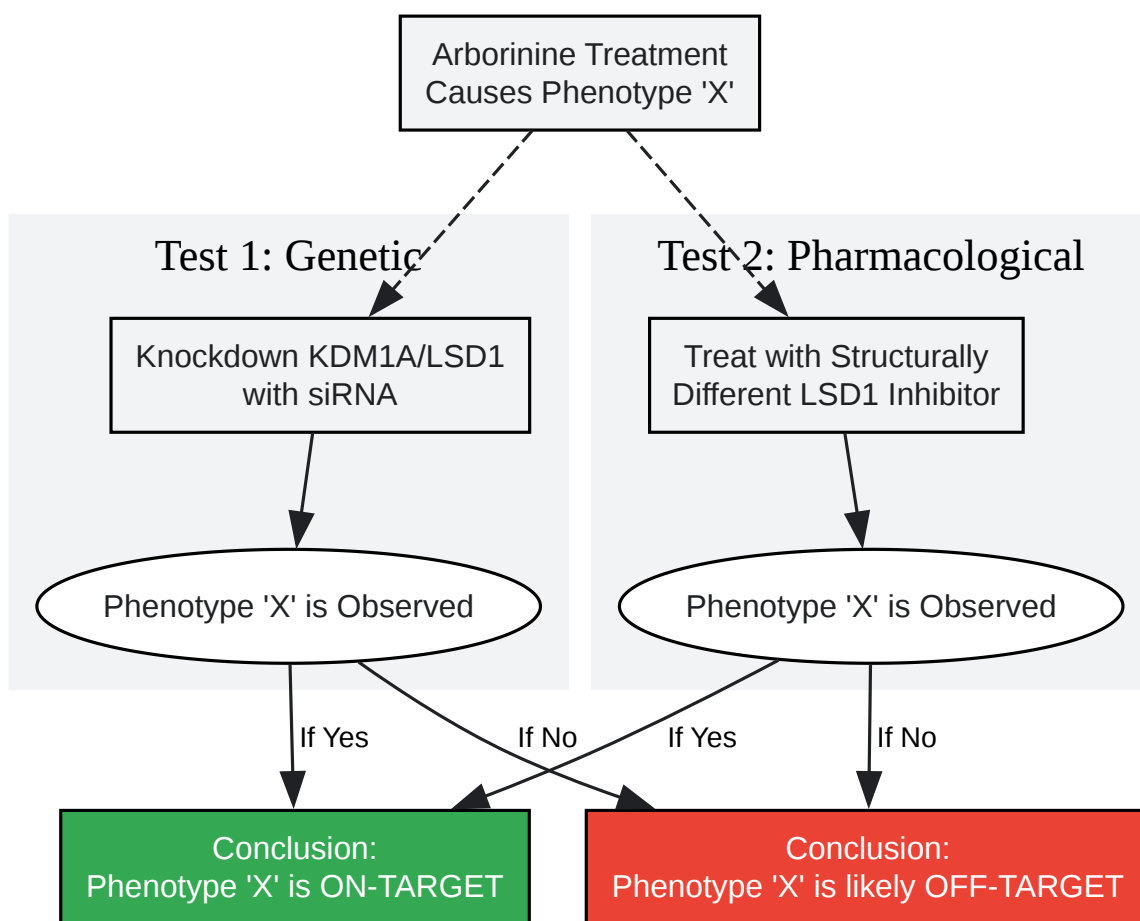 Arborinine Treatment
Causes Phenotype 'X'
Test 1: Genetic
Test 2: Pharmacological
Knockdown KDM1A/LSD1
with siRNA
Treat with Structurally
Different LSD1 Inhibitor
Phenotype 'X' is Observed
Phenotype 'X' is Observed
If Yes
If No
If Yes
If No
Conclusion:
Phenotype 'X' is ON-TARGET
Conclusion:
Phenotype 'X' is likely OFF-TARGET